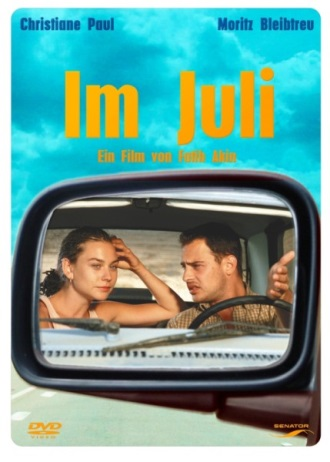 Christiane Paul Moritz Bleibtreu
Im Juli
Ein Film von Fatih Akin
DVD
VIDEO
SENATOR